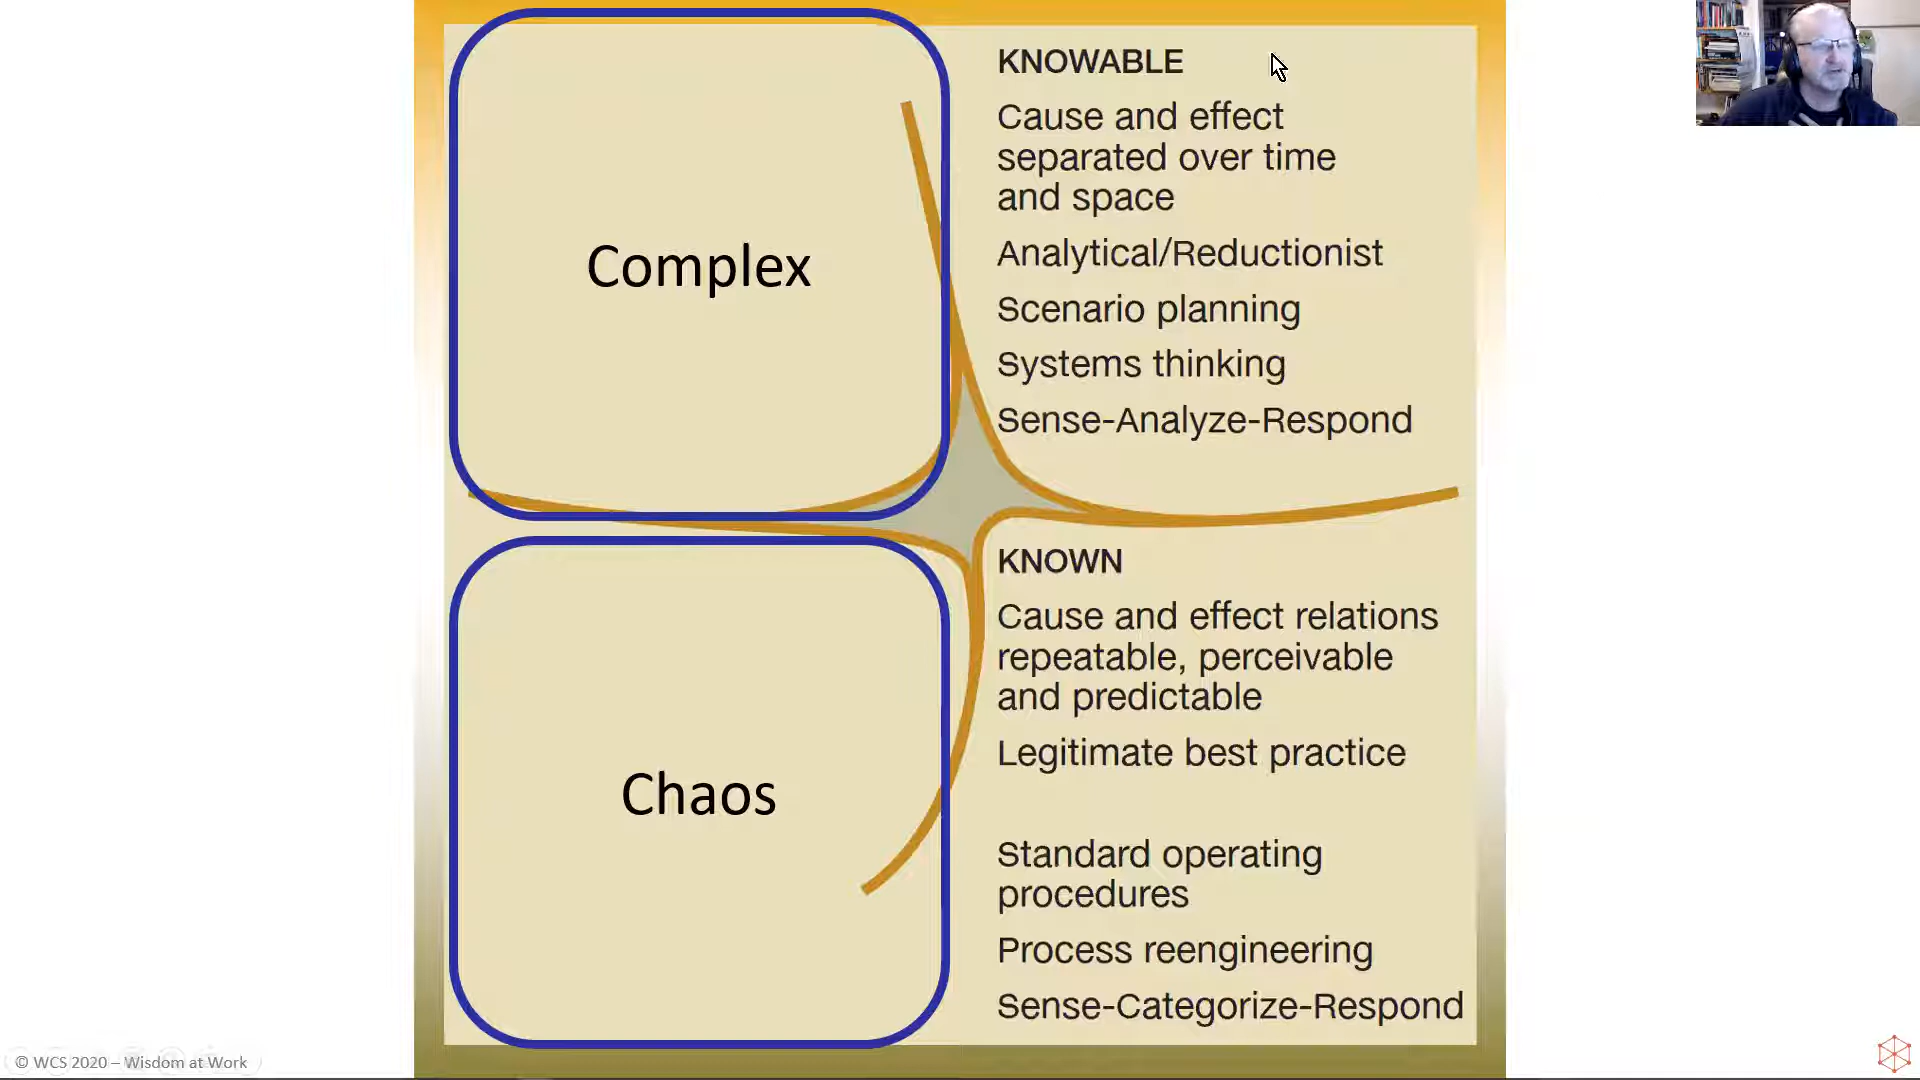 Complex
KNOWABLE
Cause and effect
separated over time
and space
Analytical/Reductionist
Scenario planning
Systems thinking
Sense-Analyze-Respond
Chaos
KNOWN
Cause and effect relations
repeatable, perceivable
and predictable
Legitimate best practice
Standard operating
procedures
Process reengineering
Sense-Categorize-Respond
© WCS 2020 – Wisdom at Work